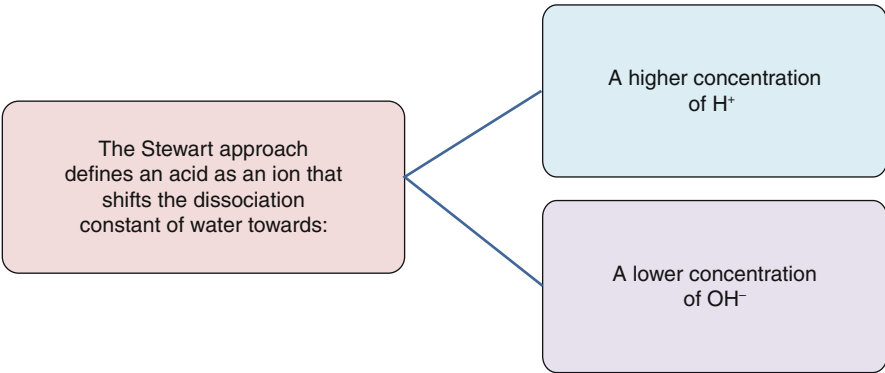 The Stewart approach
defines an acid as an ion that
shifts the dissociation
constant of water towards:
A higher concentration
of H⁺
A lower concentration
of OH⁻